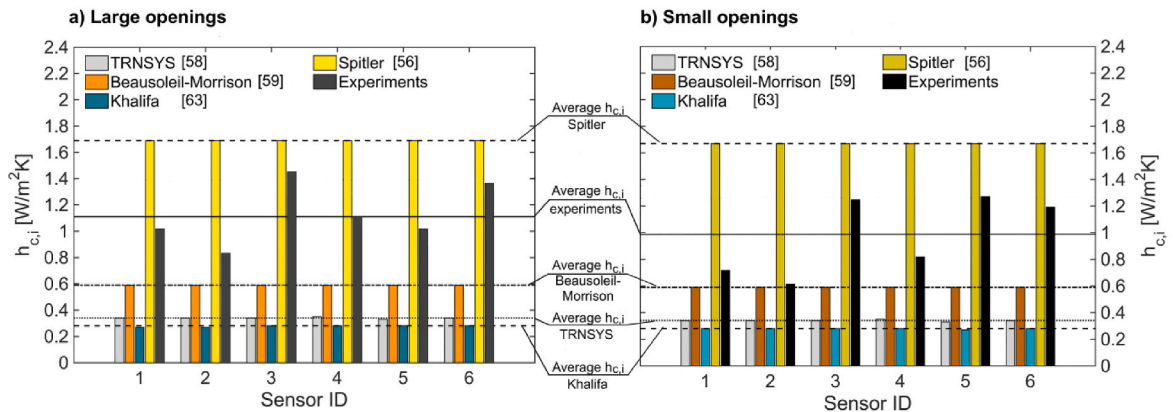 a) Large openings
2.4
2.2
2
1.8
1.6
1.4
1.2
1
0.8
0.6
0.4
0.2
0
h_c,i [W/m²K]
TRNSYS [58]
Beausoleil-Morrison [59]
Khalifa [63]
Spitler [56]
Experiments
1 2 3 4 5 6
Sensor ID
Average h_c,i
Spitler
Average h_c,i
experiments
Average h_c,i
Beausoleil-
Morrison
Average h_c,i
TRNSYS
Average h_c,i
Khalifa
b) Small openings
TRNSYS [58]
Beausoleil-Morrison [59]
Khalifa [63]
Spitler [56]
Experiments
2.4
2.2
2
1.8
1.6
1.4
1.2
1
0.8
0.6
0.4
0.2
0
h_c,i [W/m²K]
1 2 3 4 5 6
Sensor ID